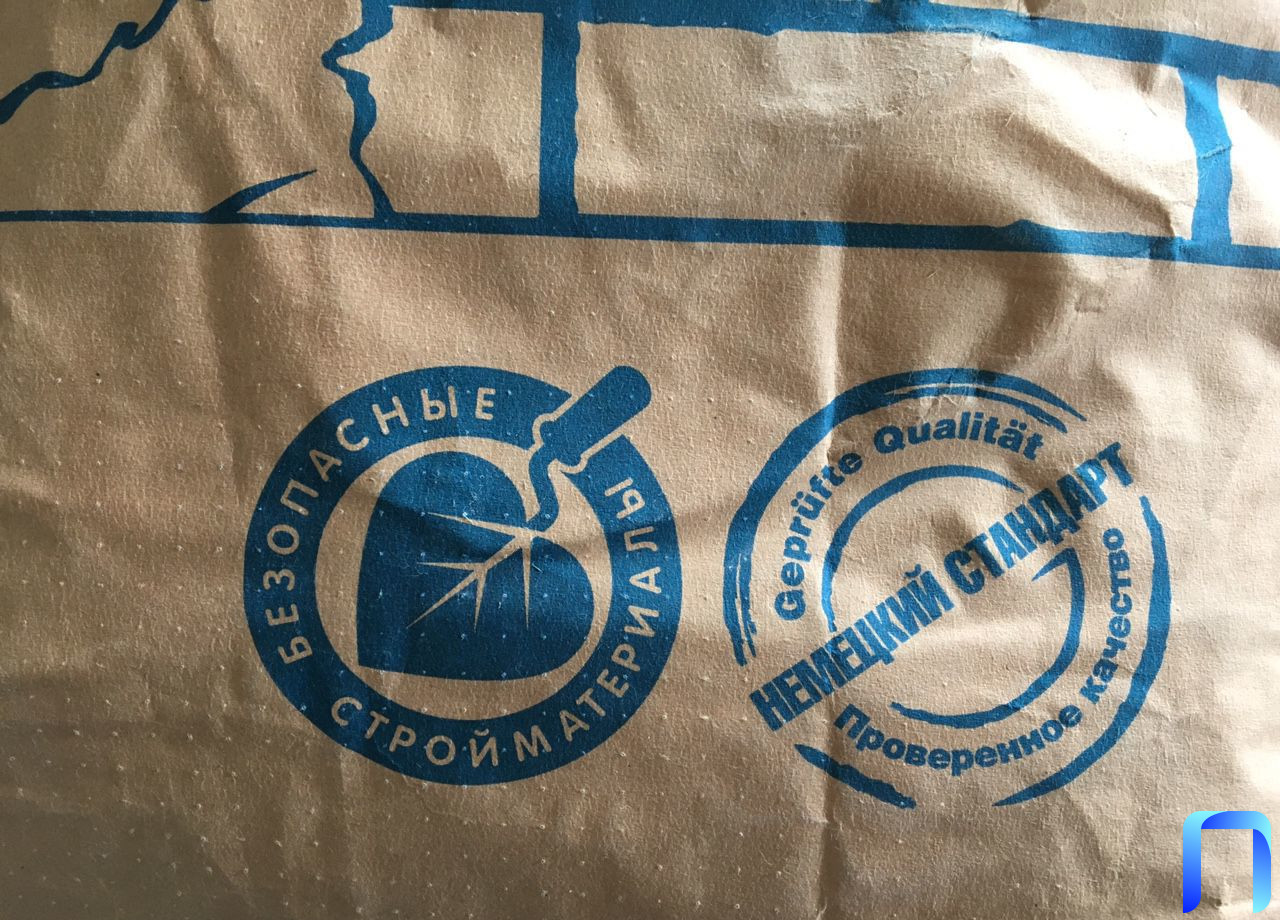 БЕЗОПАСНЫЕ
СТРОЙМАТЕРИАЛЫ
Geprüfte Qualität
НЕМЕЦКИЙ СТАНДАРТ
Проверенное качество